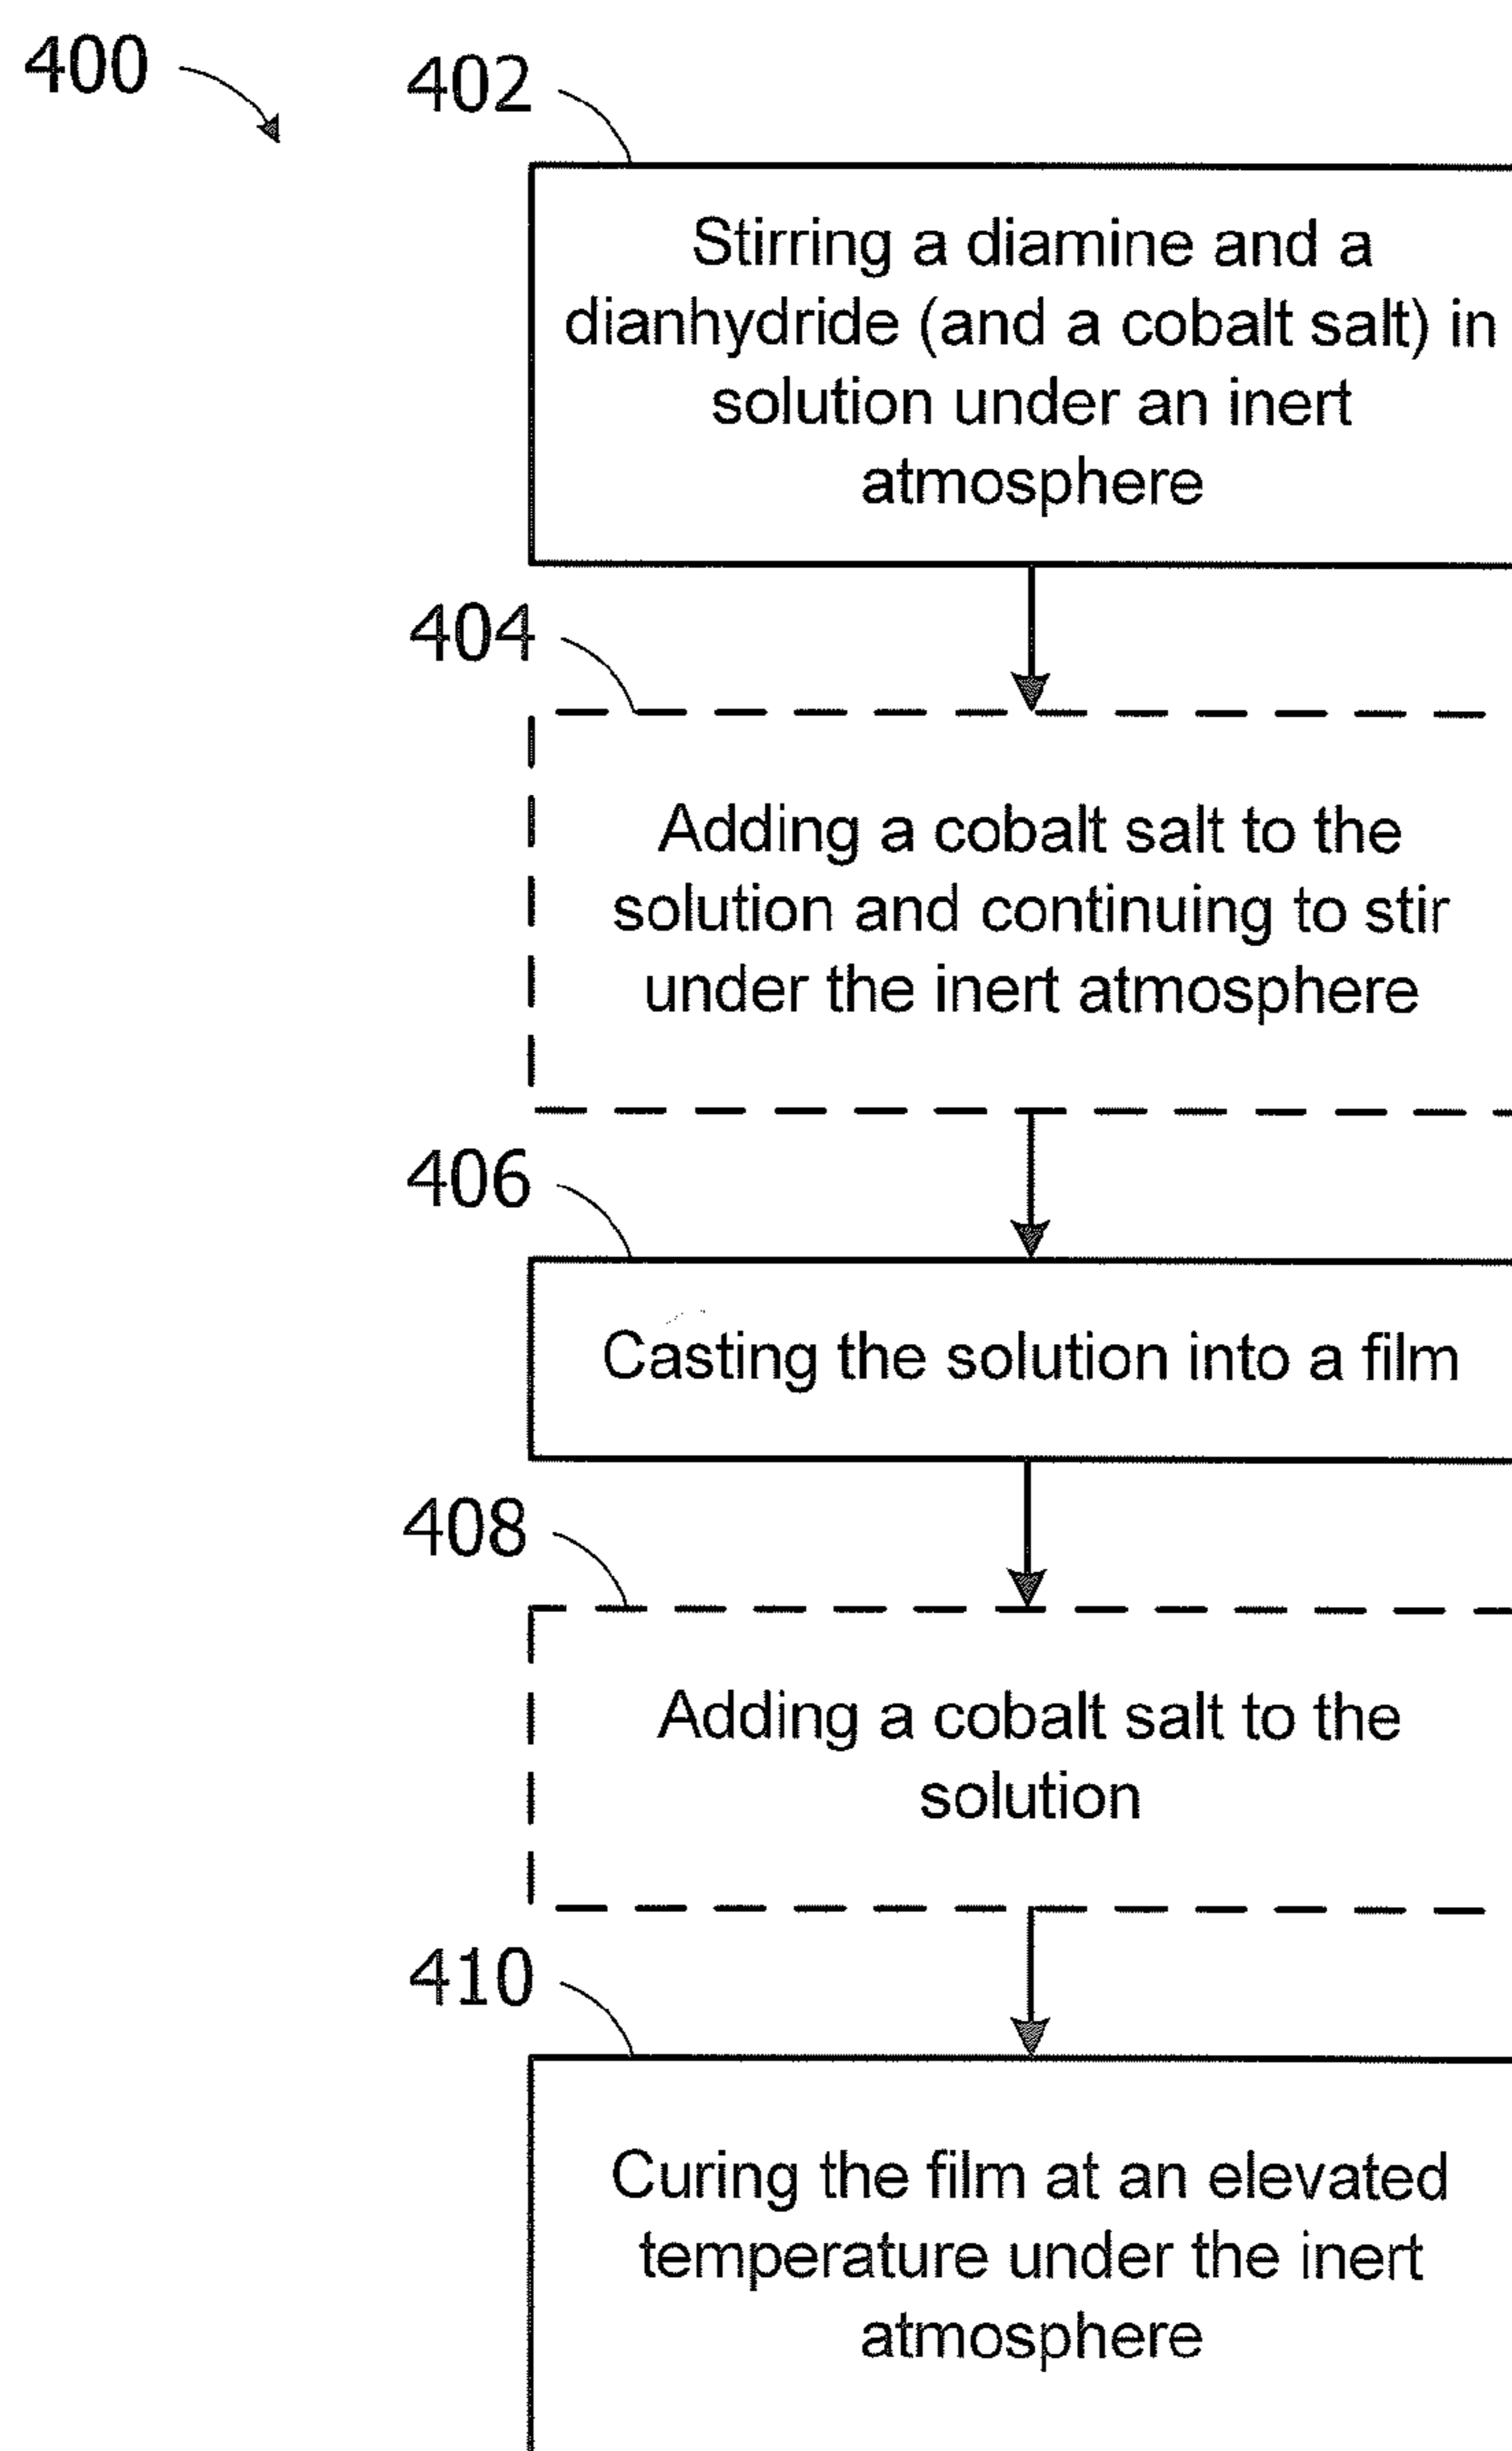 400
402
Stirring a diamine and a
dianhydride (and a cobalt salt) in
solution under an inert
atmosphere
404
Adding a cobalt salt to the
solution and continuing to stir
under the inert atmosphere
406
Casting the solution into a film
408
Adding a cobalt salt to the
solution
410
Curing the film at an elevated
temperature under the inert
atmosphere